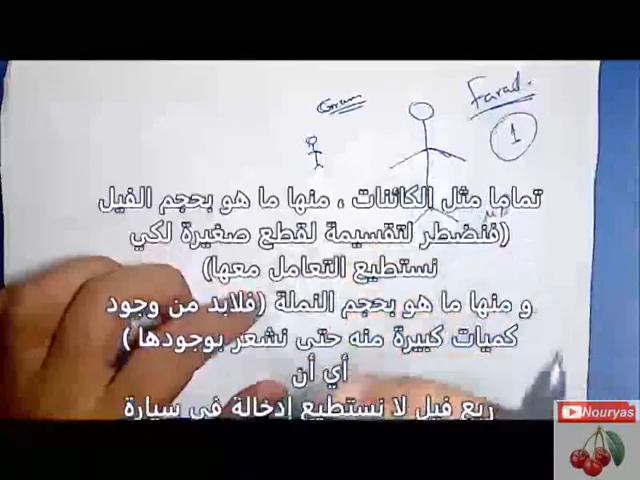 Farad.
Gram
1
تماما مثل الكائنات ، منها ما هو بحجم الفيل
(فنضطر لتقسيمة لقطع صغيرة لكي
نستطيع التعامل معها)
و منها ما هو بحجم النملة (فلابد من وجود
كميات كبيرة منه حتى نشعر بوجودها )
أي أن
ربع فيل لا نستطيع إدخالة في سيارة
Nouryas